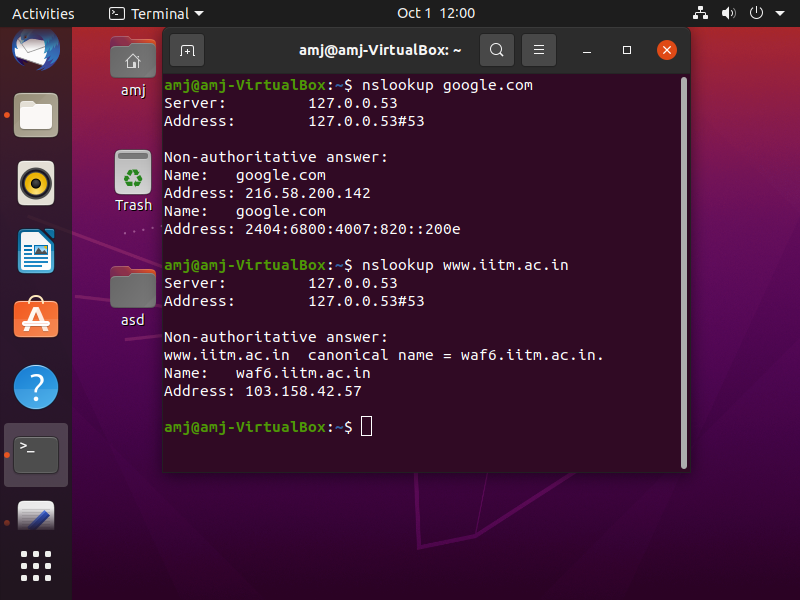 Activities Terminal Oct 1 12:00
amj@amj-VirtualBox: ~
amj
Trash
asd
amj@amj-VirtualBox:~$ nslookup google.com
Server:         127.0.0.53
Address:        127.0.0.53#53
Non-authoritative answer:
Name:   google.com
Address: 216.58.200.142
Name:   google.com
Address: 2404:6800:4007:820::200e
amj@amj-VirtualBox:~$ nslookup www.iitm.ac.in
Server:         127.0.0.53
Address:        127.0.0.53#53
Non-authoritative answer:
www.iitm.ac.in  canonical name = waf6.iitm.ac.in.
Name:   waf6.iitm.ac.in
Address: 103.158.42.57
amj@amj-VirtualBox:~$